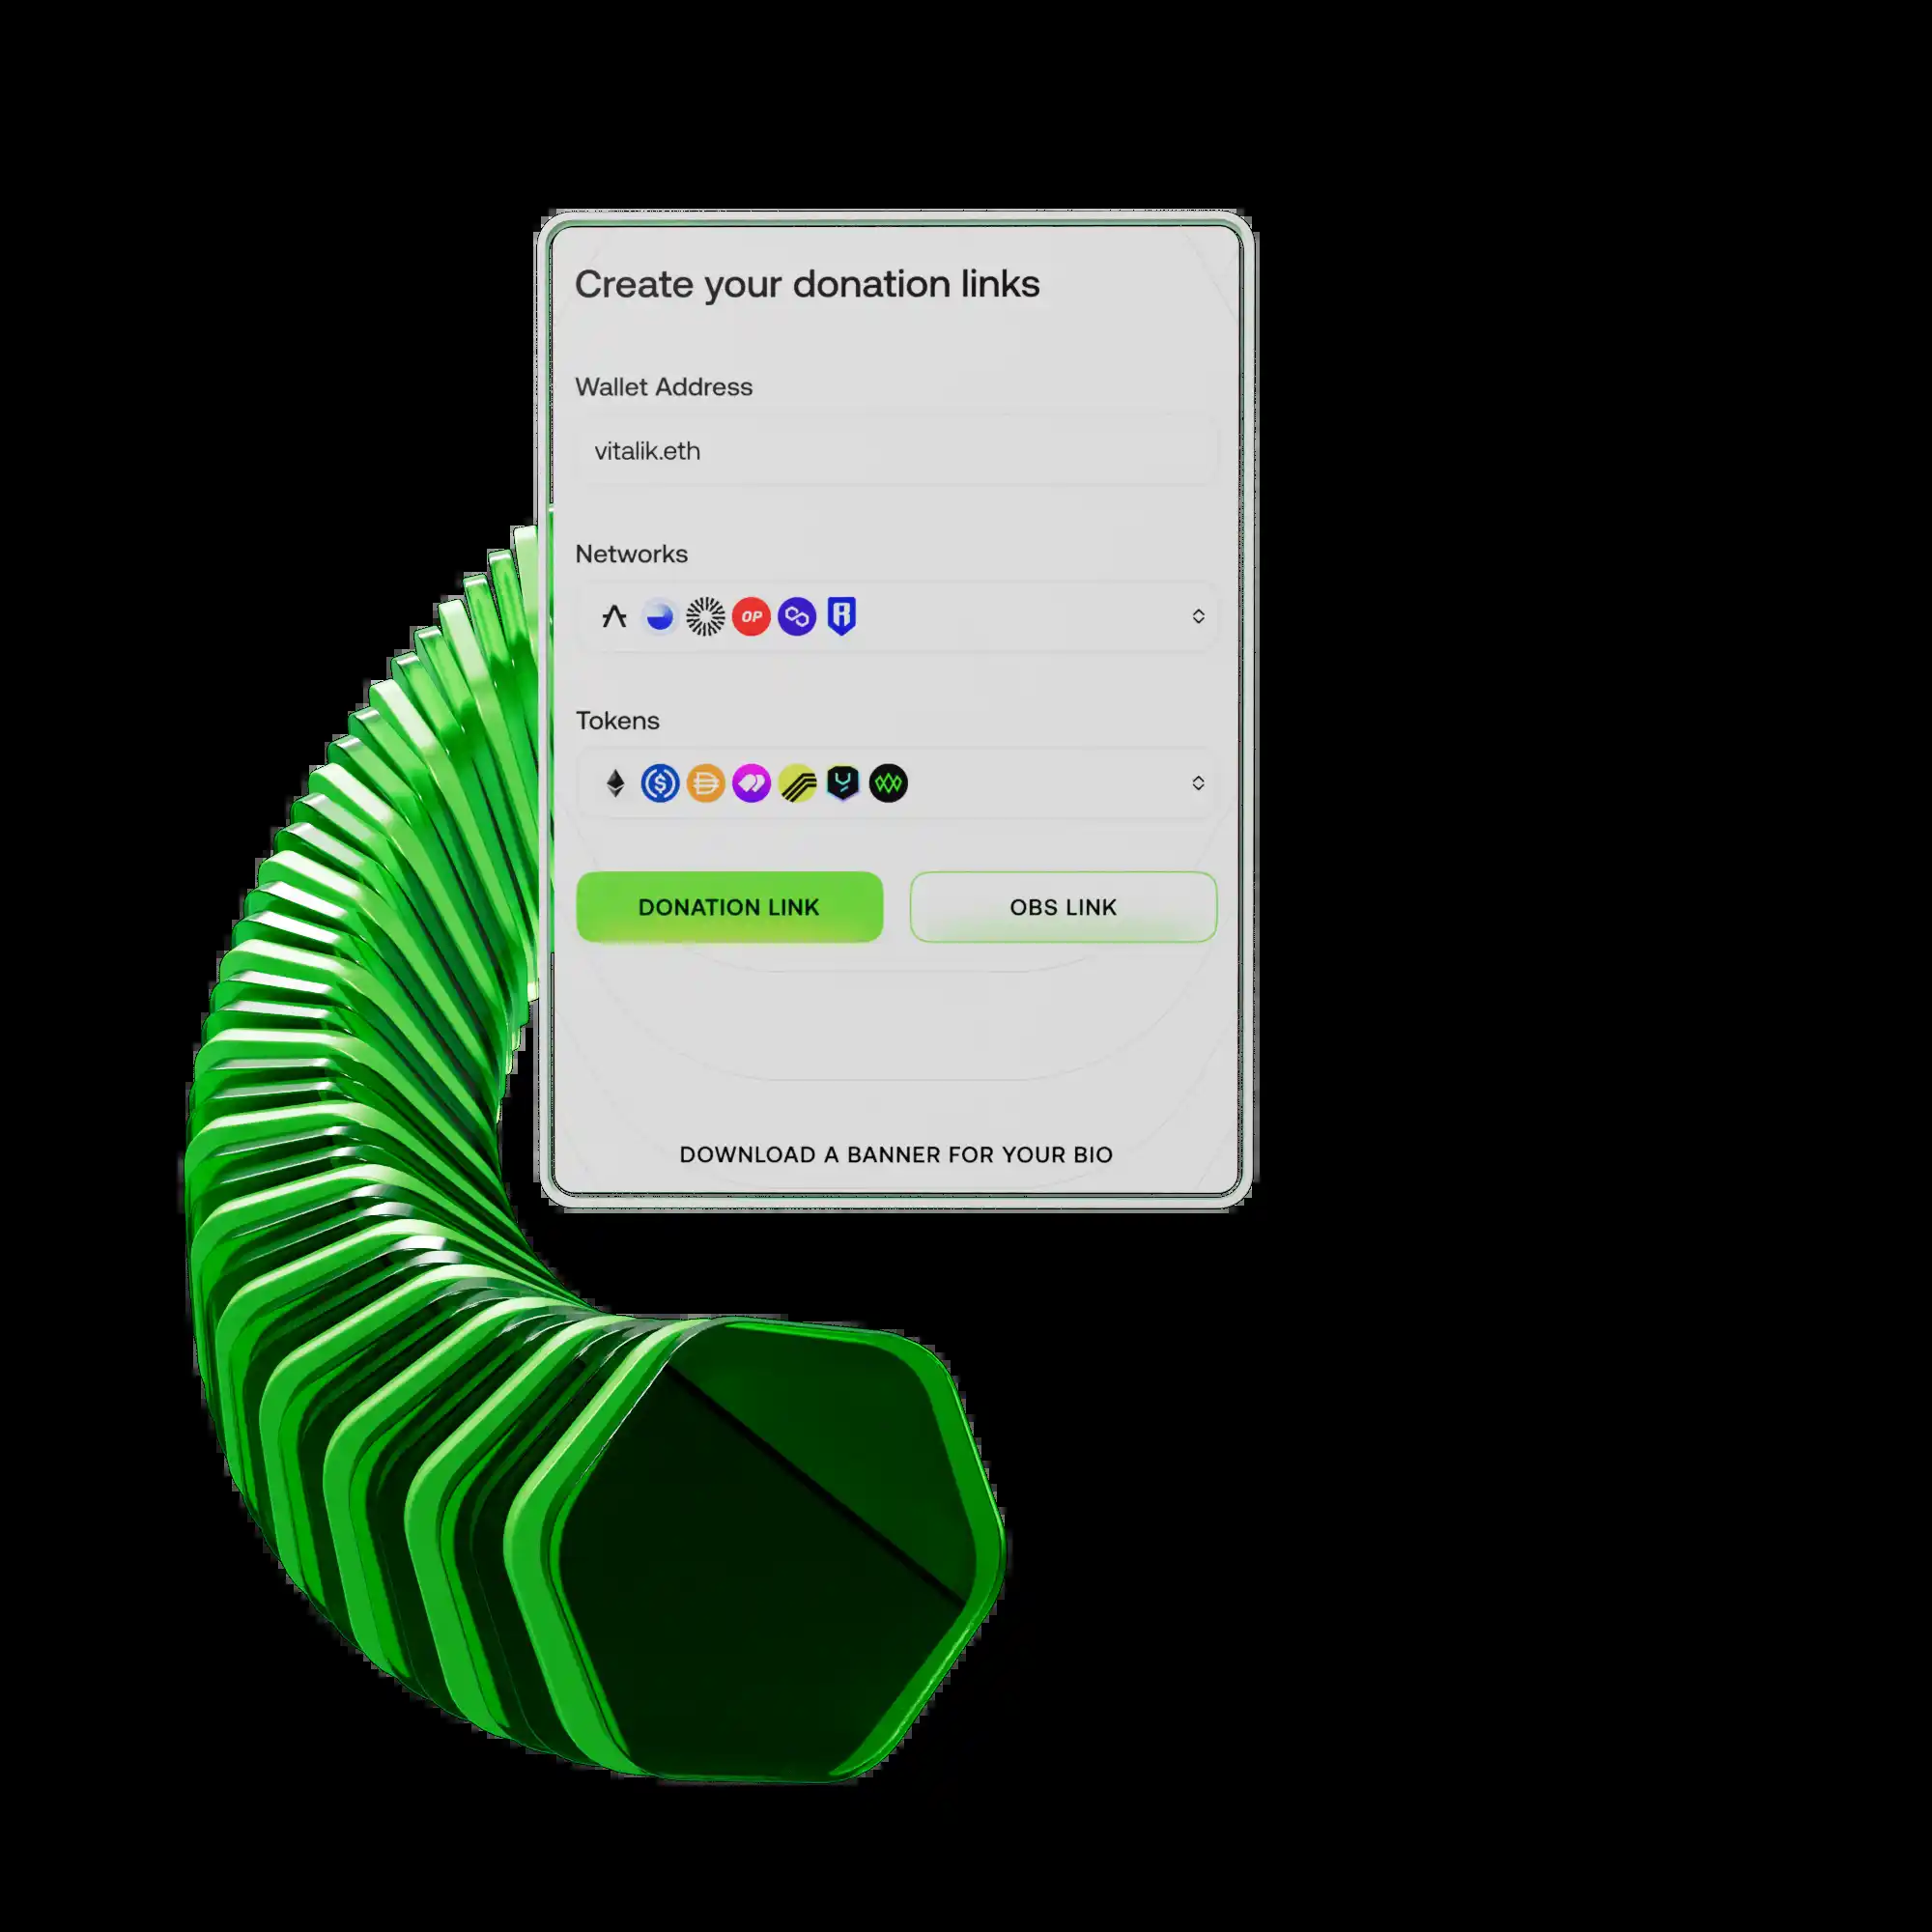 Create your donation links
Wallet Address
vitalik.eth
Networks
OP
Tokens
DONATION LINK
OBS LINK
DOWNLOAD A BANNER FOR YOUR BIO